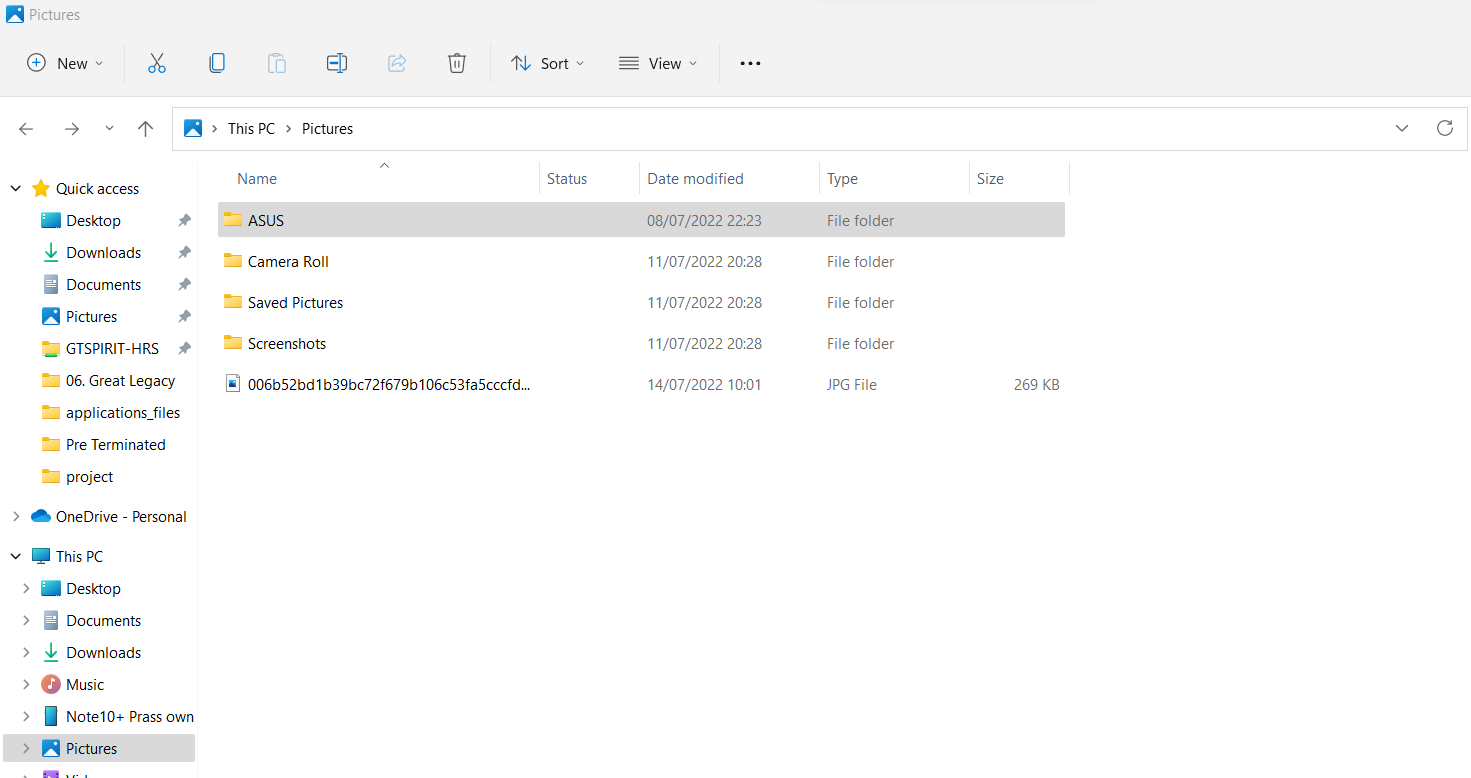 Pictures
New
Sort
View
This PC > Pictures
Name Status Date modified Type Size
Quick access
Desktop
Downloads
Documents
Pictures
GTSPIRIT-HRS
06. Great Legacy
applications_files
Pre Terminated
project
OneDrive - Personal
This PC
Desktop
Documents
Downloads
Music
Note10+ Prass own
Pictures
ASUS 08/07/2022 22:23 File folder
Camera Roll 11/07/2022 20:28 File folder
Saved Pictures 11/07/2022 20:28 File folder
Screenshots 11/07/2022 20:28 File folder
006b52bd1b39bc72f679b106c53fa5cccfd... 14/07/2022 10:01 JPG File 269 KB